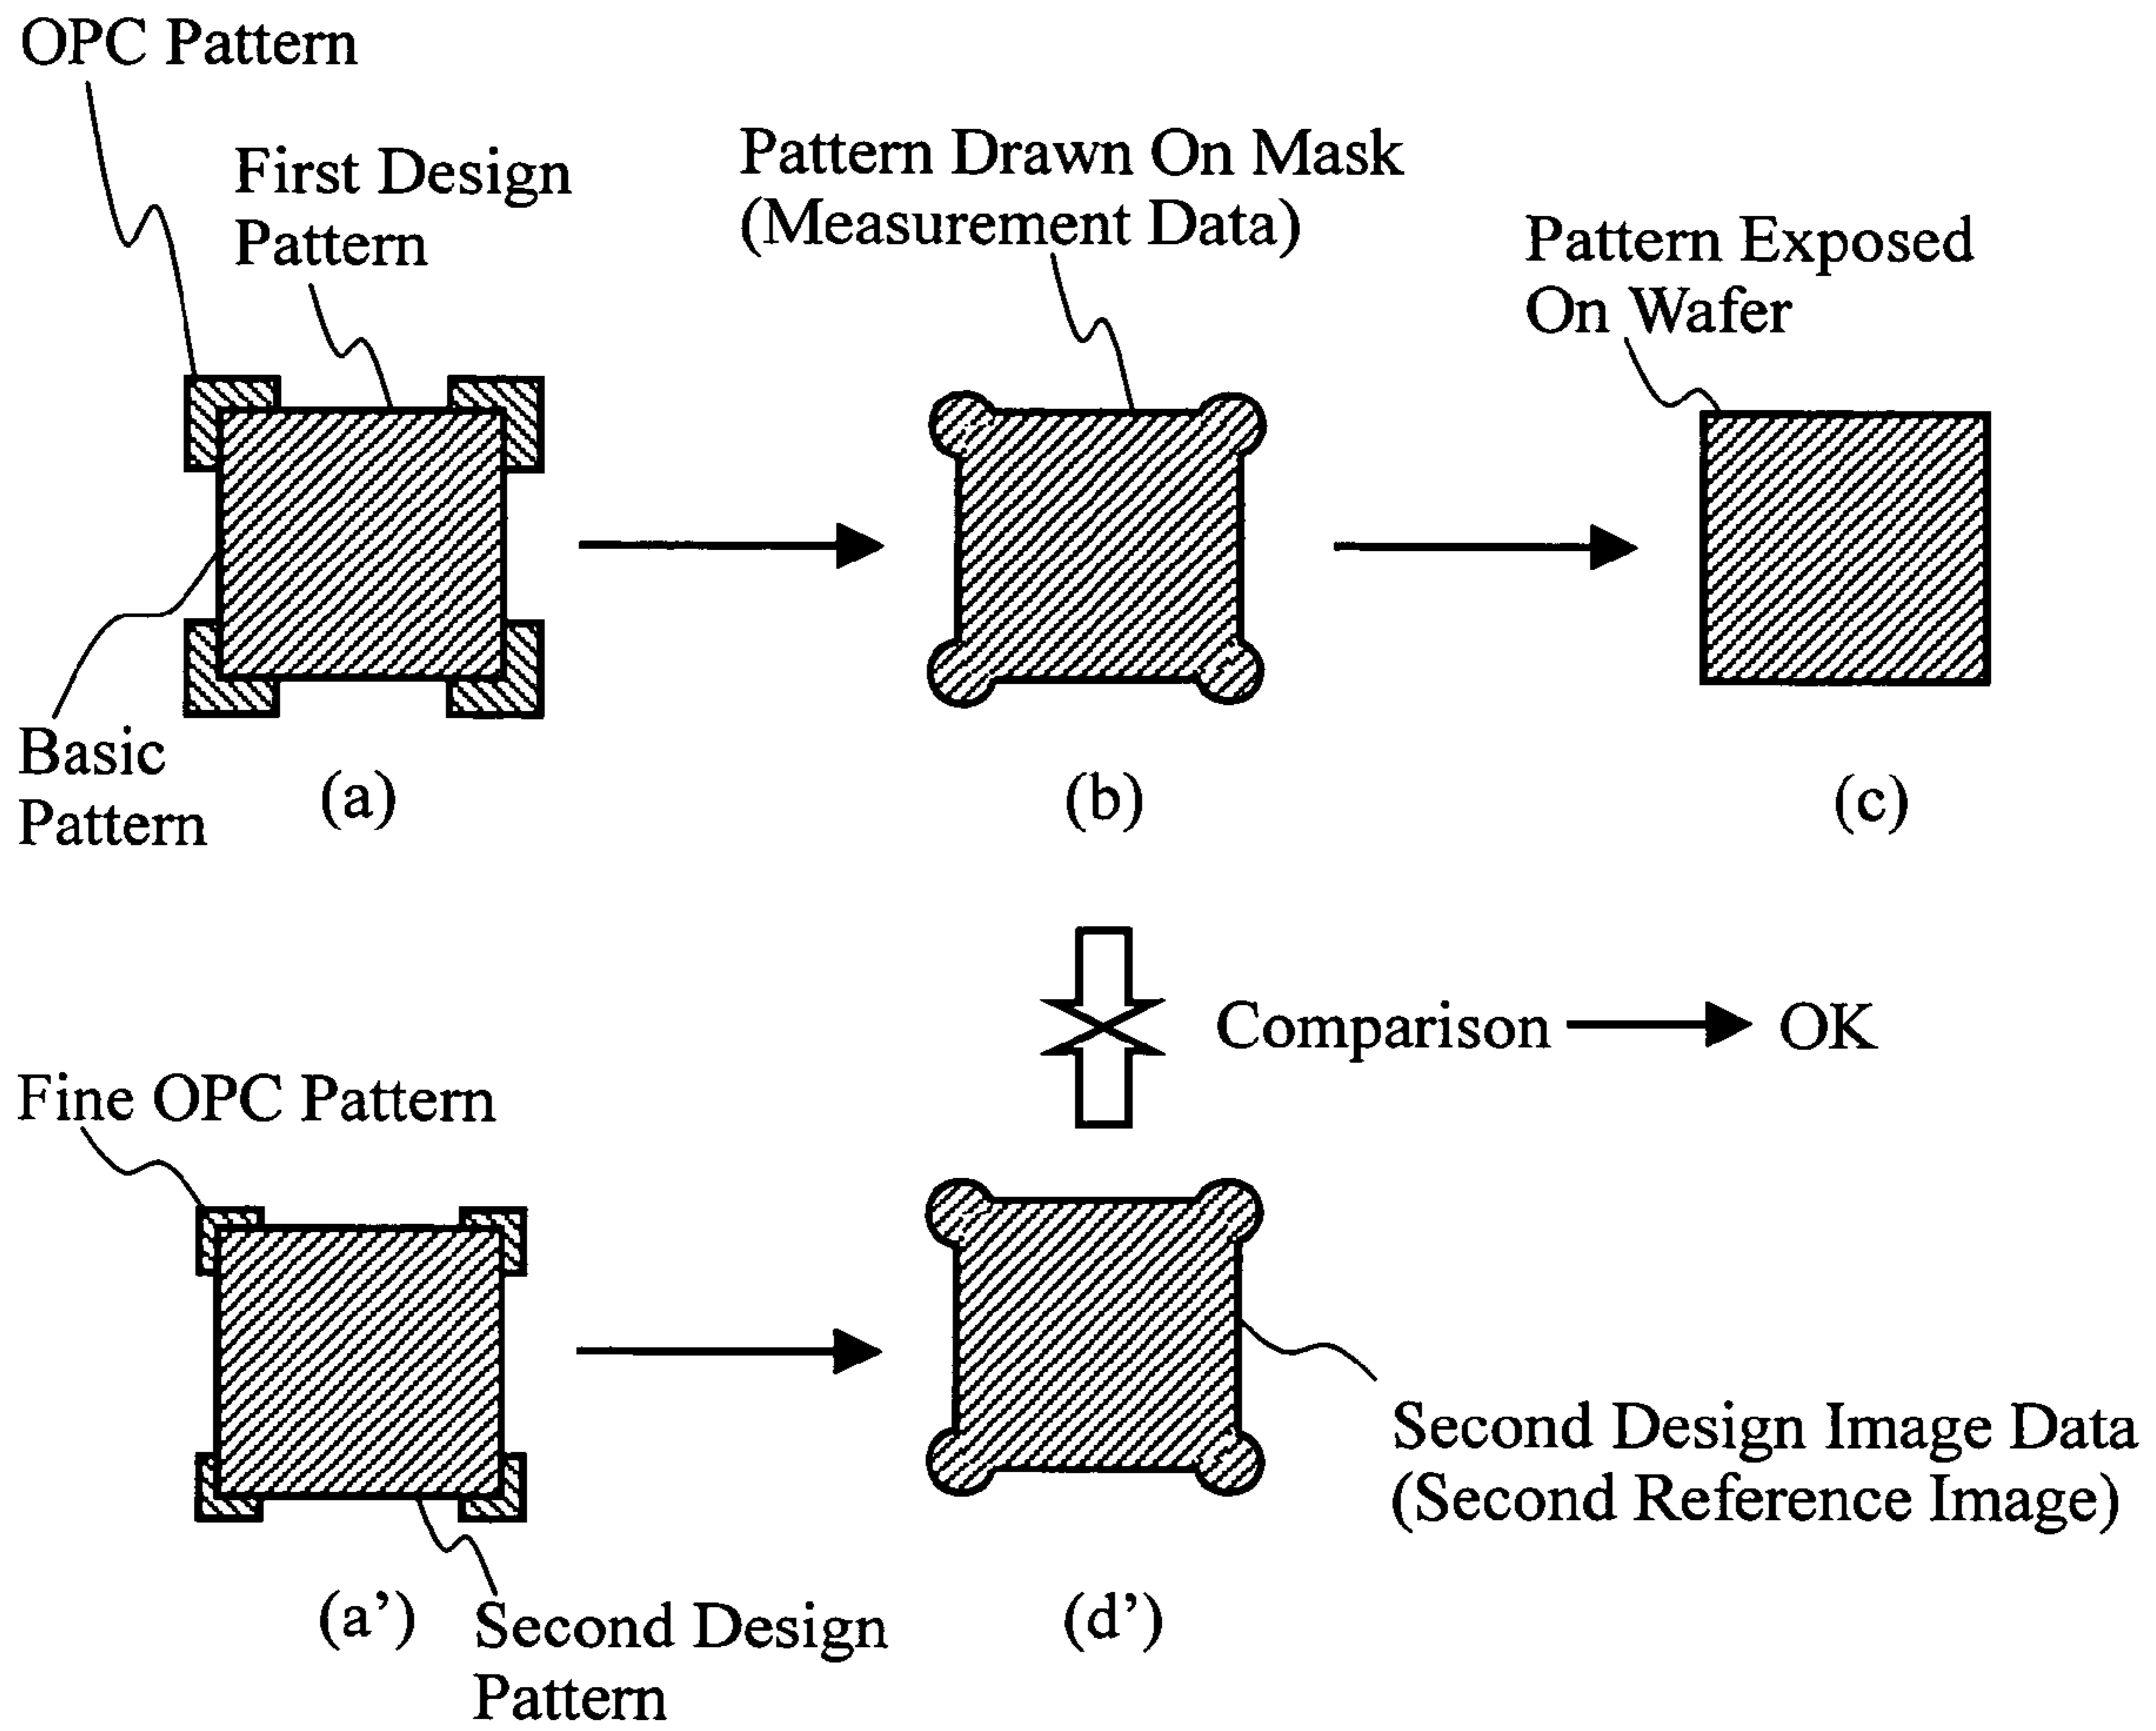 OPC Pattern
First Design
Pattern
Pattern Drawn On Mask
(Measurement Data)
Pattern Exposed
On Wafer
Basic
Pattern
(a)
(b)
(c)
Comparison
OK
Fine OPC Pattern
Second Design Image Data
(Second Reference Image)
(a’)
Second Design
Pattern
(d’)